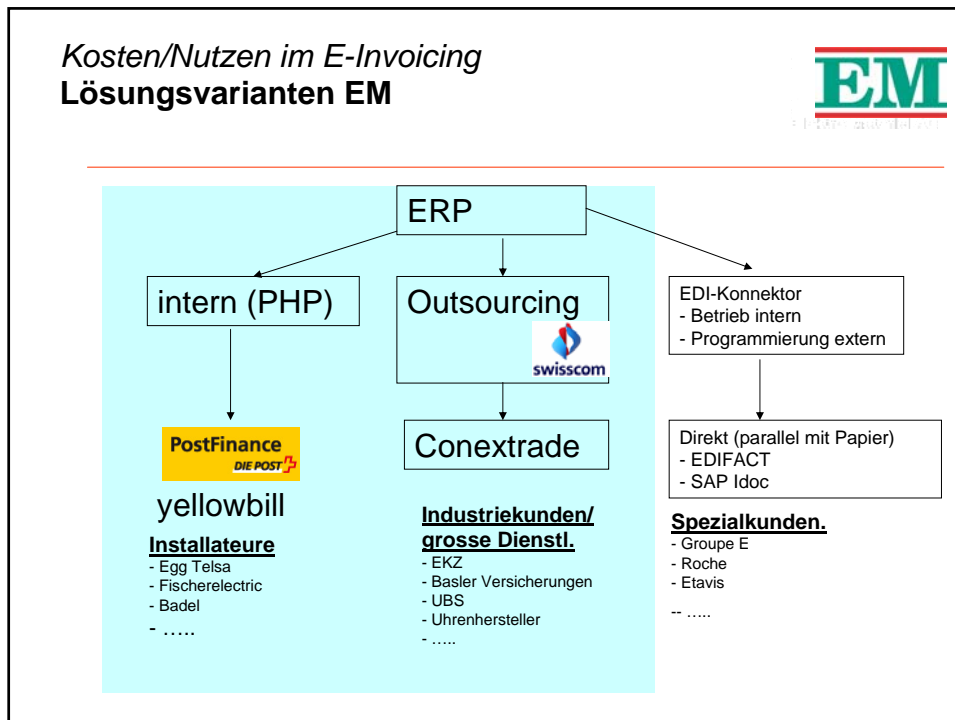 Kosten/Nutzen im E-Invoicing
Lösungsvarianten EM
EM
ERP
intern (PHP)
Outsourcing
swisscom
EDI-Konnektor
- Betrieb intern
- Programmierung extern
PostFinance
DIE POST
yellowbill
Conextrade
Direkt (parallel mit Papier)
- EDIFACT
- SAP Idoc
Installateure
- Egg Telsa
- Fischerelectric
- Badel
- …..
Industriekunden/
grosse Dienstl.
- EKZ
- Basler Versicherungen
- UBS
- Uhrenhersteller
- …..
Spezialkunden.
- Groupe E
- Roche
- Etavis
-- …..